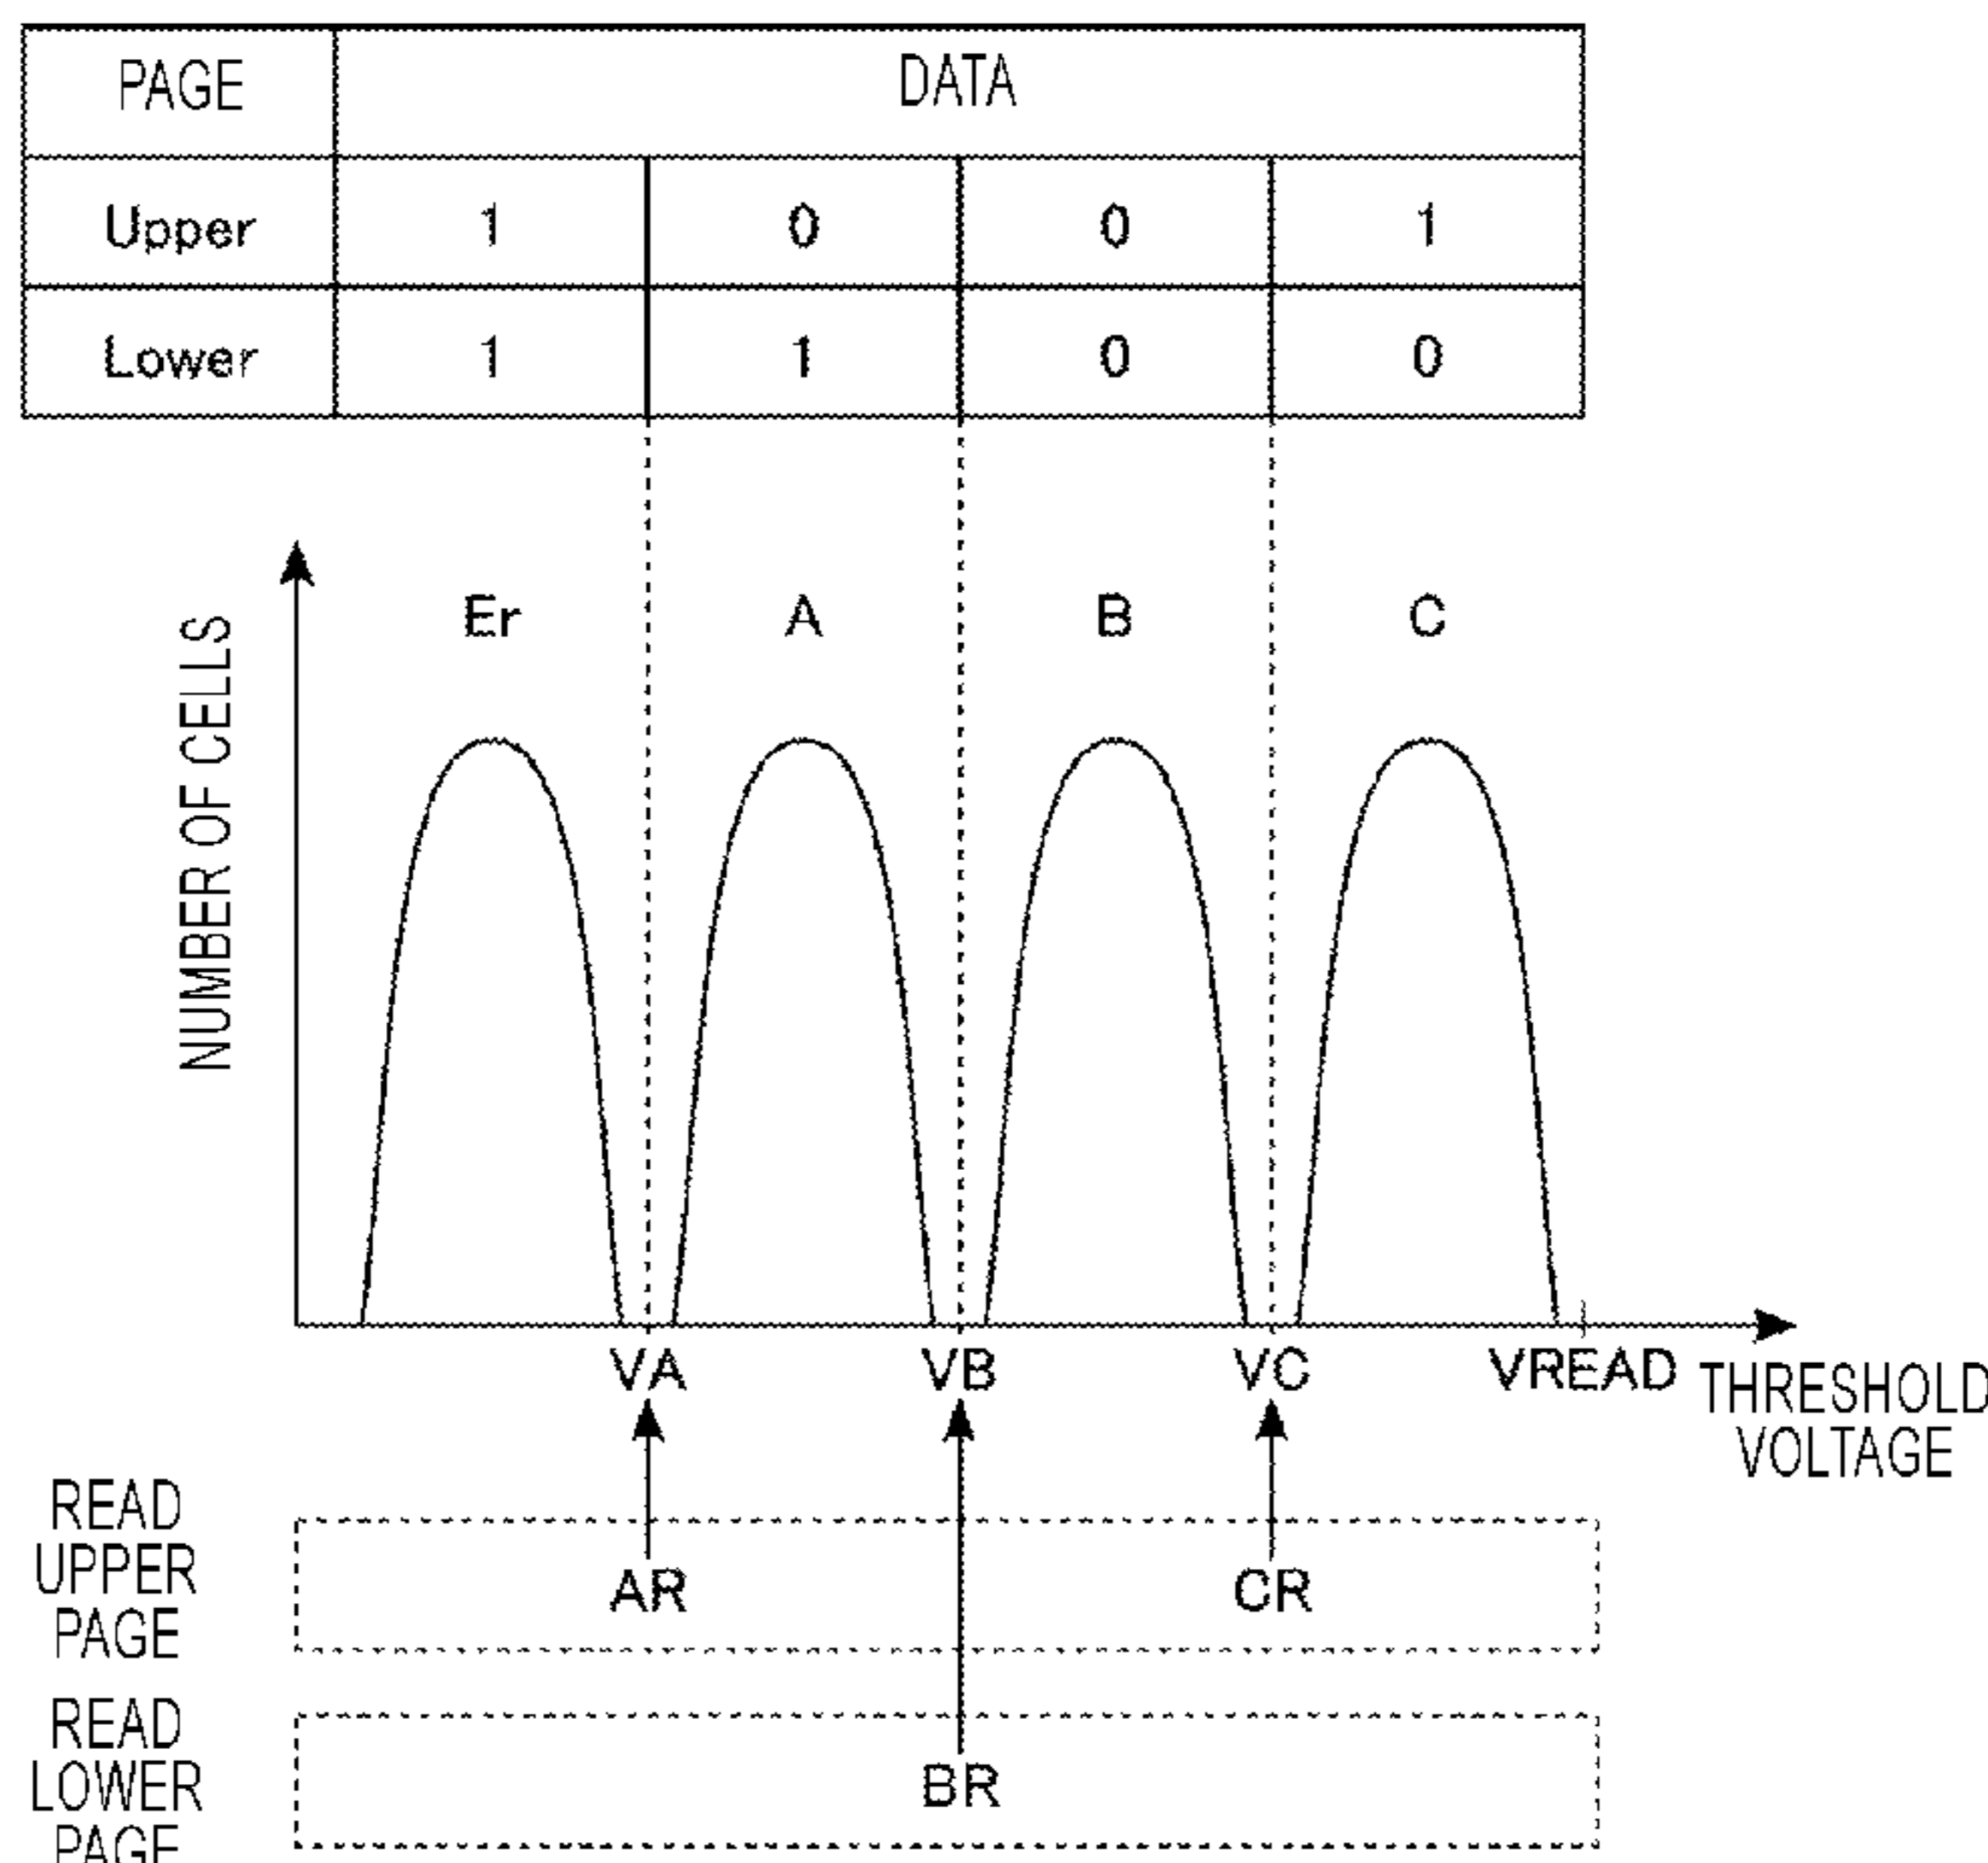 PAGE DATA
Upper 1 0 0 1
Lower 1 1 0 0
Er A B C
NUMBER OF CELLS
VA VB VC VREAD
THRESHOLD
VOLTAGE
READ
UPPER
PAGE
AR CR
READ
LOWER
PAGE
BR